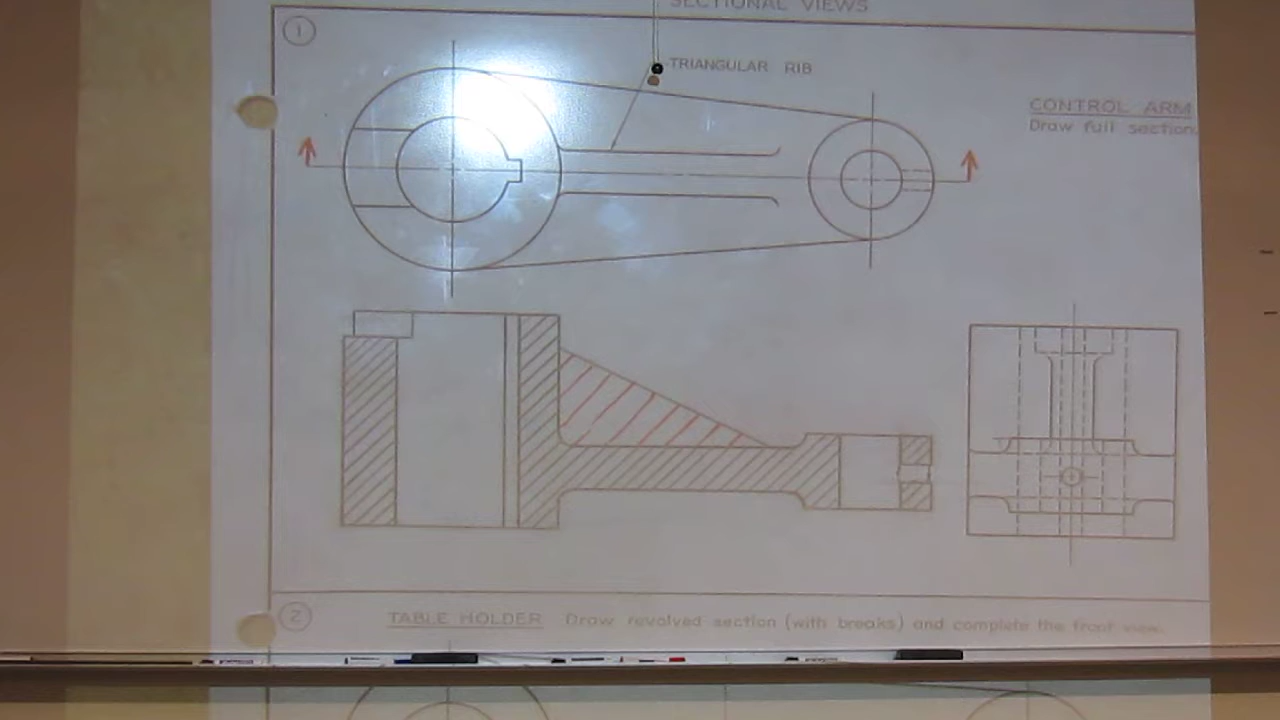 SECTIONAL VIEWS
1
TRIANGULAR RIB
CONTROL ARM
Draw full section
2
TABLE HOLDER Draw revolved section (with breaks) and complete the front view.